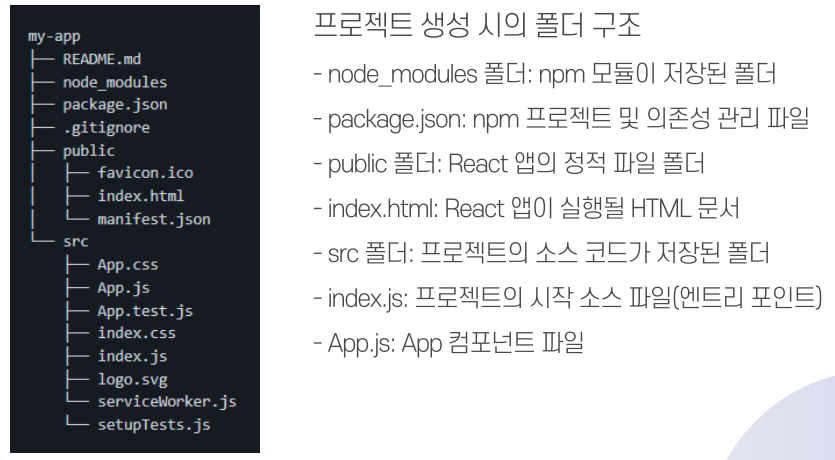 my-app
├── README.md
├── node_modules
├── package.json
├── .gitignore
├── public
│   ├── favicon.ico
│   ├── index.html
│   └── manifest.json
└── src
    ├── App.css
    ├── App.js
    ├── App.test.js
    ├── index.css
    ├── index.js
    ├── logo.svg
    └── serviceWorker.js
    └── setupTests.js
프로젝트 생성 시의 폴더 구조
- node_modules 폴더: npm 모듈이 저장된 폴더
- package.json: npm 프로젝트 및 의존성 관리 파일
- public 폴더: React 앱의 정적 파일 폴더
- index.html: React 앱이 실행될 HTML 문서
- src 폴더: 프로젝트의 소스 코드가 저장된 폴더
- index.js: 프로젝트의 시작 소스 파일(엔트리 포인트)
- App.js: App 컴포넌트 파일